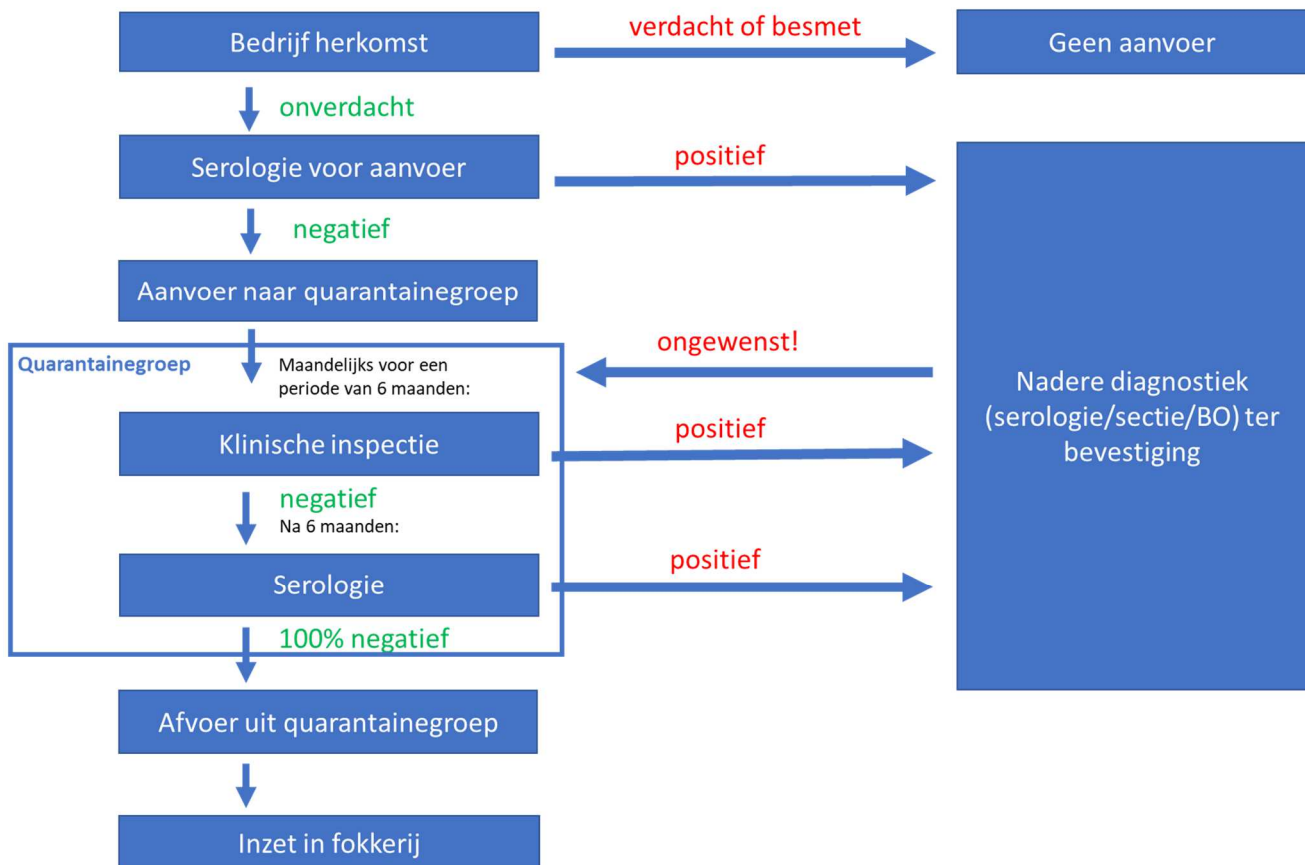 Bedrijf herkomst
verdacht of besmet
Geen aanvoer
onverdacht
Serologie voor aanvoer
positief
negatief
Aanvoer naar quarantainegroep
Quarantainegroep
Maandelijks voor een
periode van 6 maanden:
ongewenst!
Nadere diagnostiek
(serologie/sectie/BO) ter
bevestiging
Klinische inspectie
positief
negatief
Na 6 maanden:
Serologie
positief
100% negatief
Afvoer uit quarantainegroep
Inzet in fokkerij